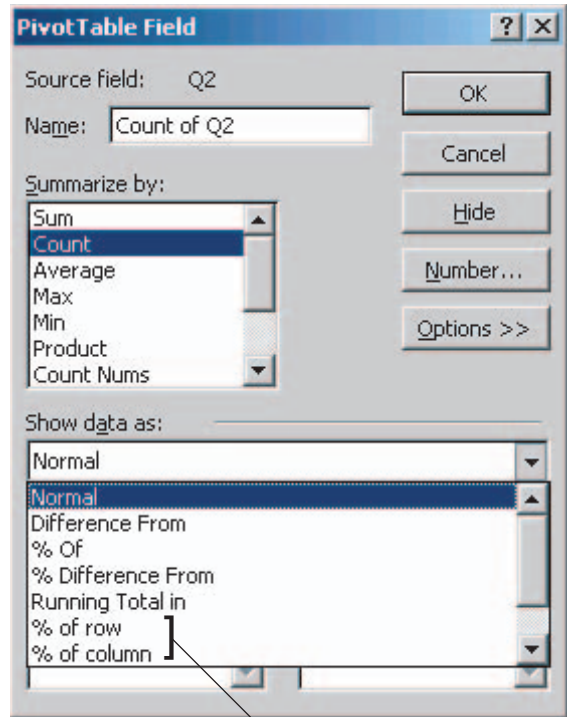 PivotTable Field
? ×
Source field: Q2
Name: Count of Q2
OK
Cancel
Hide
Number...
Options >>
Summarize by:
Sum
Count
Average
Max
Min
Product
Count Nums
Show data as:
Normal
Normal
Difference From
% Of
% Difference From
Running Total in
% of row
% of column